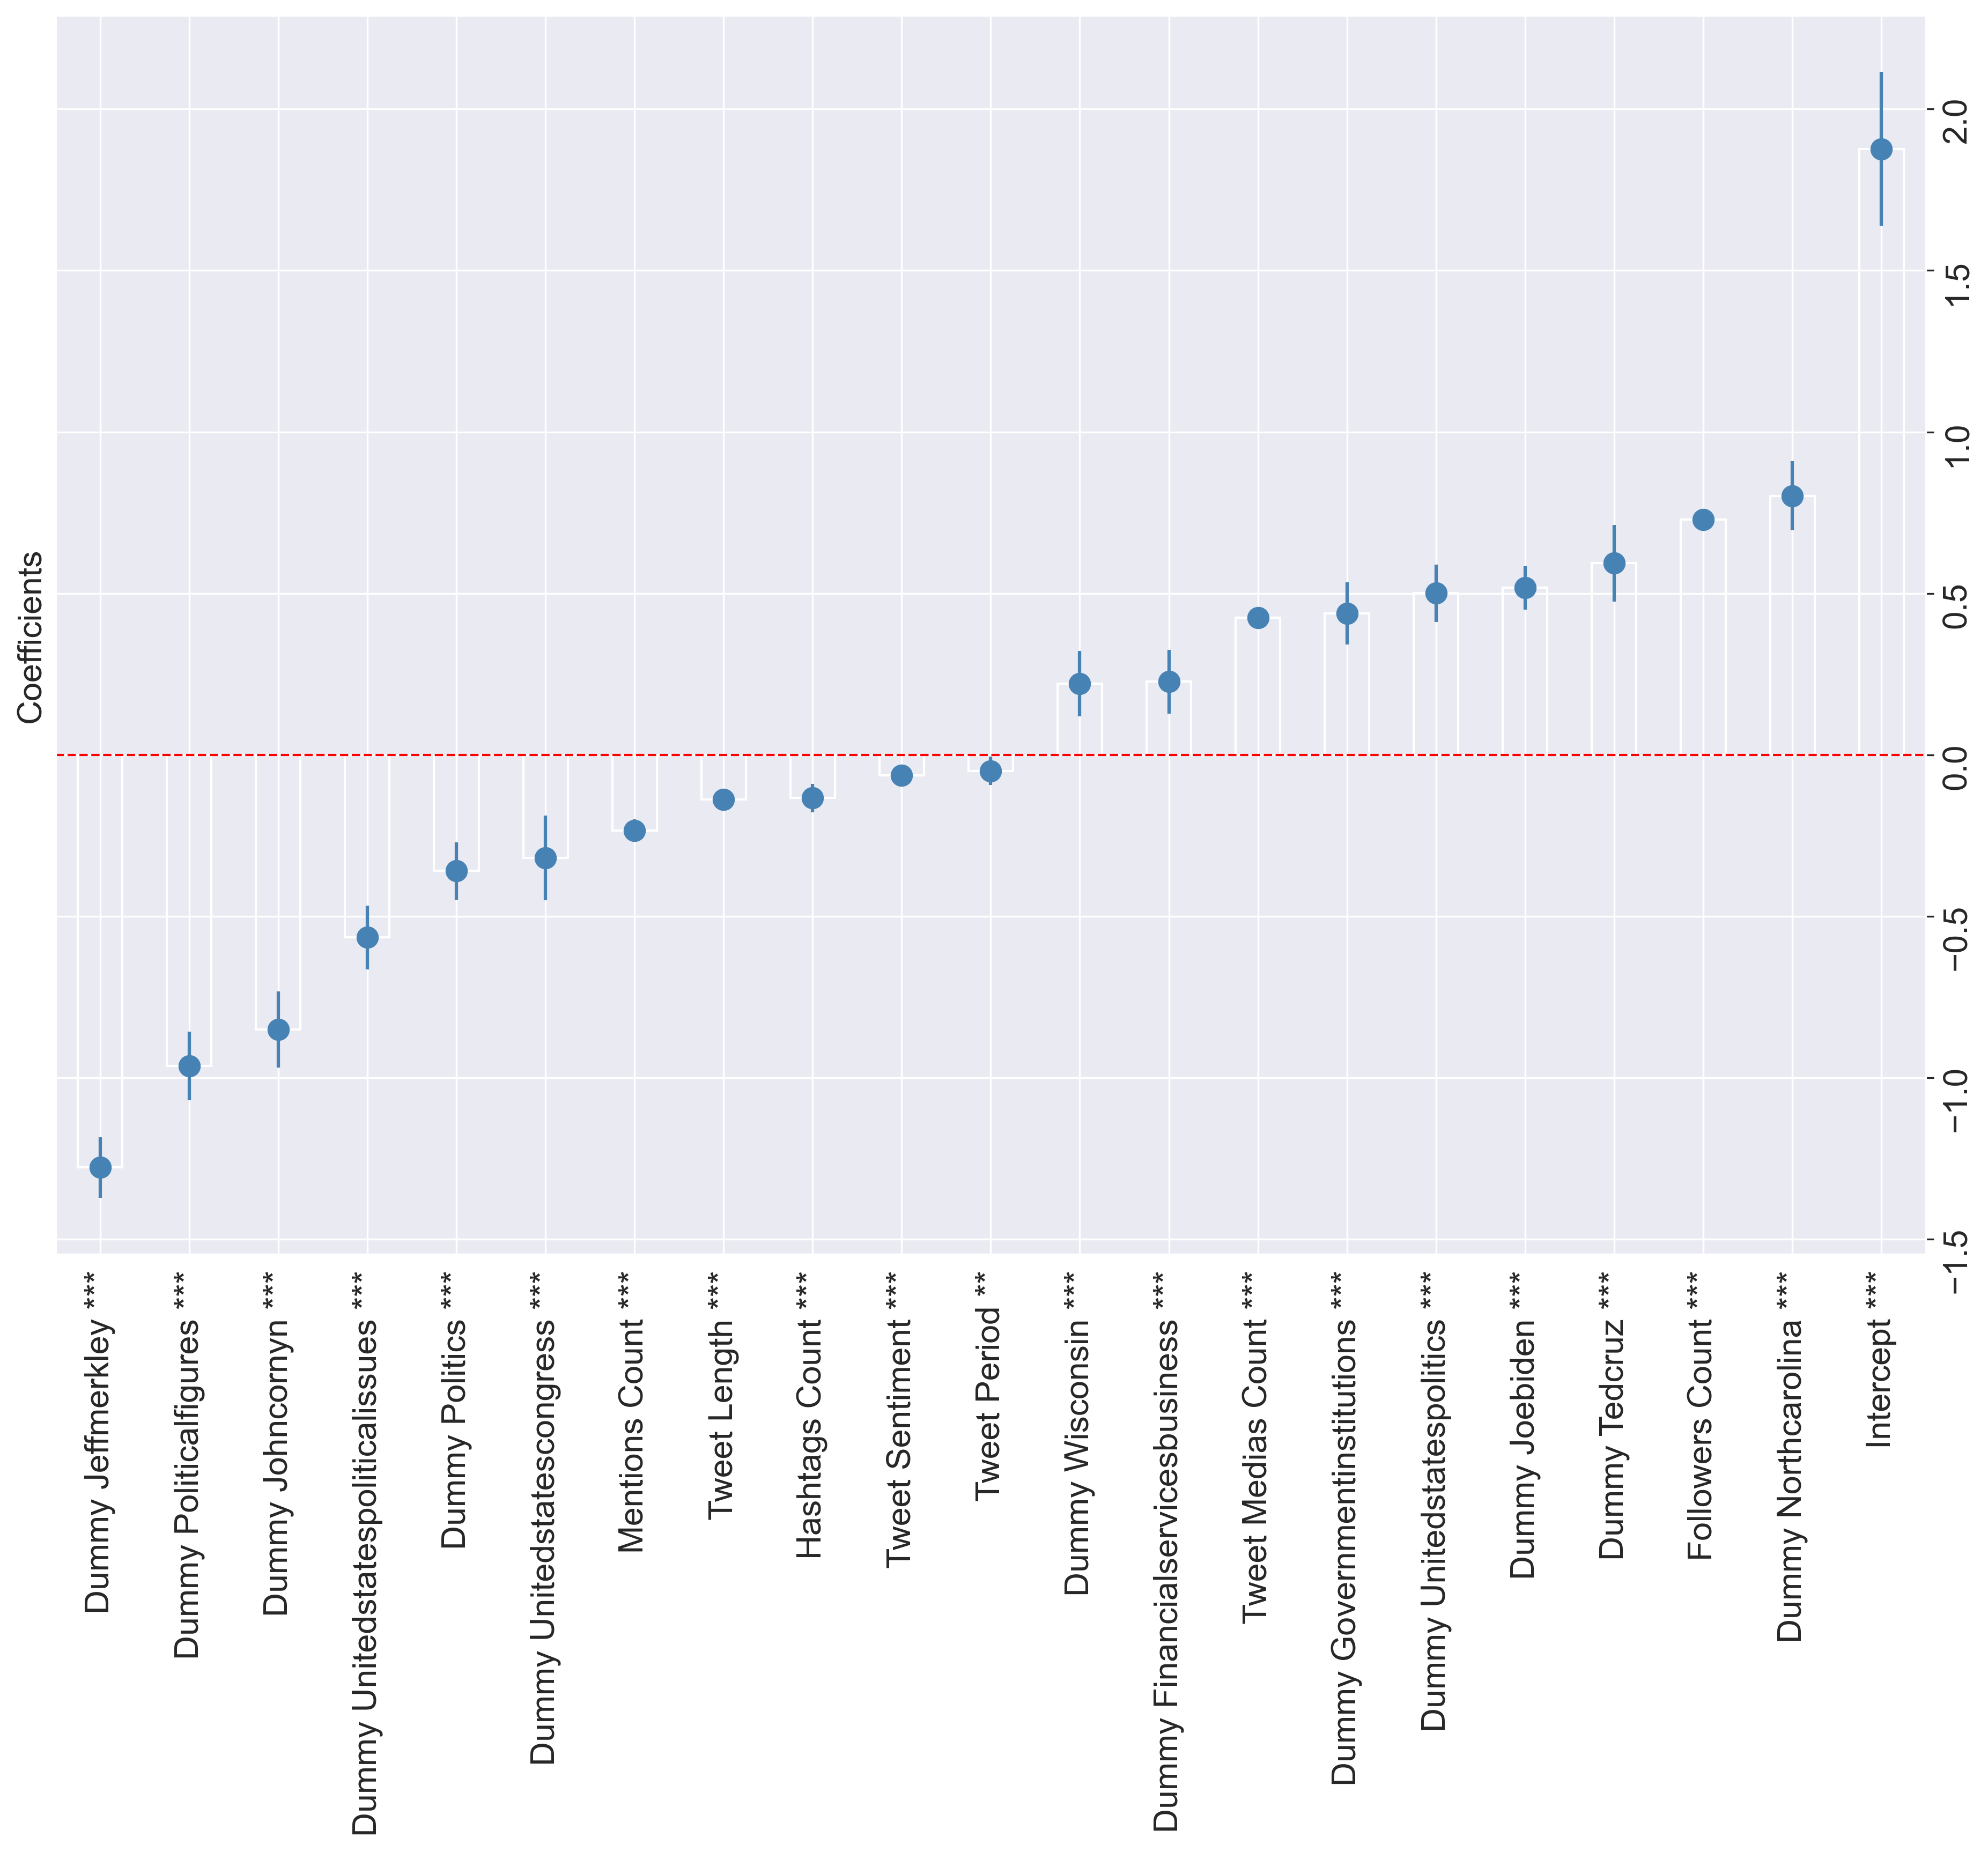 Coefficients
2.0
1.5
1.0
0.5
0.0
−0.5
−1.0
−1.5
Dummy Jeffmerkley ***
Dummy Politicalfigures ***
Dummy Johncornyn ***
Dummy Unitedstatespoliticalissues ***
Dummy Politics ***
Dummy Unitedstatescongress ***
Mentions Count ***
Tweet Length ***
Hashtags Count ***
Tweet Sentiment ***
Tweet Period **
Dummy Wisconsin ***
Dummy Financialservicesbusiness ***
Tweet Medias Count ***
Dummy Governmentinstitutions ***
Dummy Unitedstatespolitics ***
Dummy Joebiden ***
Dummy Tedcruz ***
Followers Count ***
Dumy Northcarolina ***
Intercept ***